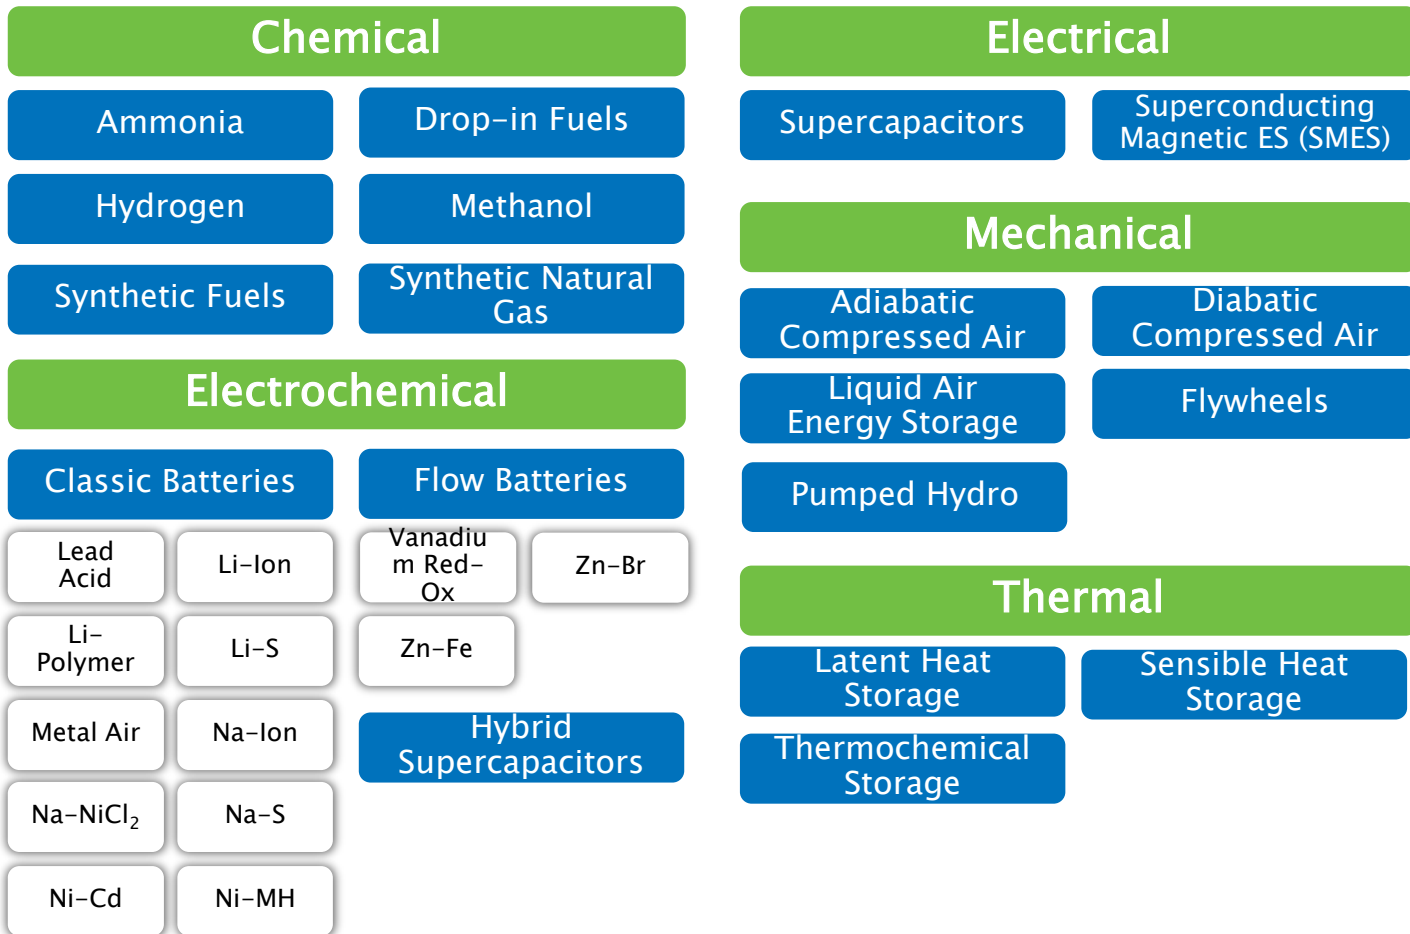 Chemical
Ammonia
Drop-in Fuels
Hydrogen
Methanol
Synthetic Fuels
Synthetic Natural
Gas
Electrochemical
Classic Batteries
Flow Batteries
Lead
Acid
Li-Ion
Vanadiu
m Red-
Ox
Zn-Br
Li-
Polymer
Li-S
Zn-Fe
Metal Air
Na-Ion
Hybrid
Supercapacitors
Na-NiCl₂
Na-S
Ni-Cd
Ni-MH
Electrical
Supercapacitors
Superconducting
Magnetic ES (SMES)
Mechanical
Adiabatic
Compressed Air
Diabatic
Compressed Air
Liquid Air
Energy Storage
Flywheels
Pumped Hydro
Thermal
Latent Heat
Storage
Sensible Heat
Storage
Thermochemical
Storage